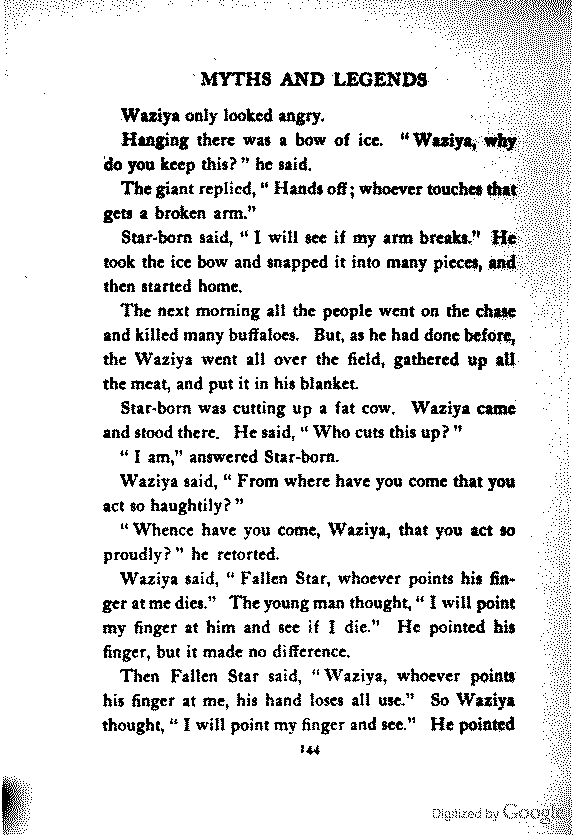 MYTHS AND LEGENDS
Waziya only looked angry.
Hanging there was a bow of ice. "Waziya, why
do you keep this?" he said.
The giant replied, "Hands off; whoever touches that
gets a broken arm."
Star-born said, "I will see if my arm breaks." He
took the ice bow and snapped it into many pieces, and
then started home.
The next morning all the people went on the chase
and killed many buffaloes. But, as he had done before,
the Waziya went all over the field, gathered up all
the meat, and put it in his blanket.
Star-born was cutting up a fat cow. Waziya came
and stood there. He said, "Who cuts this up?"
"I am," answered Star-born.
Waziya said, "From where have you come that you
act so haughtily?"
"Whence have you come, Waziya, that you act so
proudly?" he retorted.
Waziya said, "Fallen Star, whoever points his fin-
ger at me dies." The young man thought, "I will point
my finger at him and see if I die." He pointed his
finger, but it made no difference.
Then Fallen Star said, "Waziya, whoever points
his finger at me, his hand loses all use." So Waziya
thought, "I will point my finger and see." He pointed
144
Digitized by Google